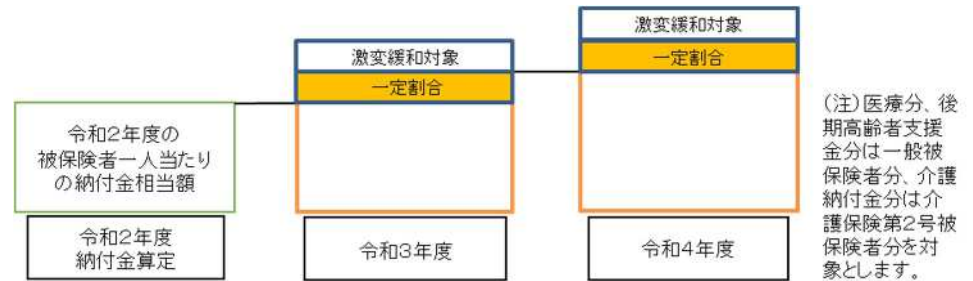 激変緩和対象
一定割合
激変緩和対象
一定割合
令和2年度の
被保険者一人当たり
の納付金相当額
令和2年度
納付金算定
令和3年度
令和4年度
(注)医療分、後
期高齢者支援
金分は一般被
保険者分、介護
納付金分は介
護保険第2号被
保険者分を対
象とします。